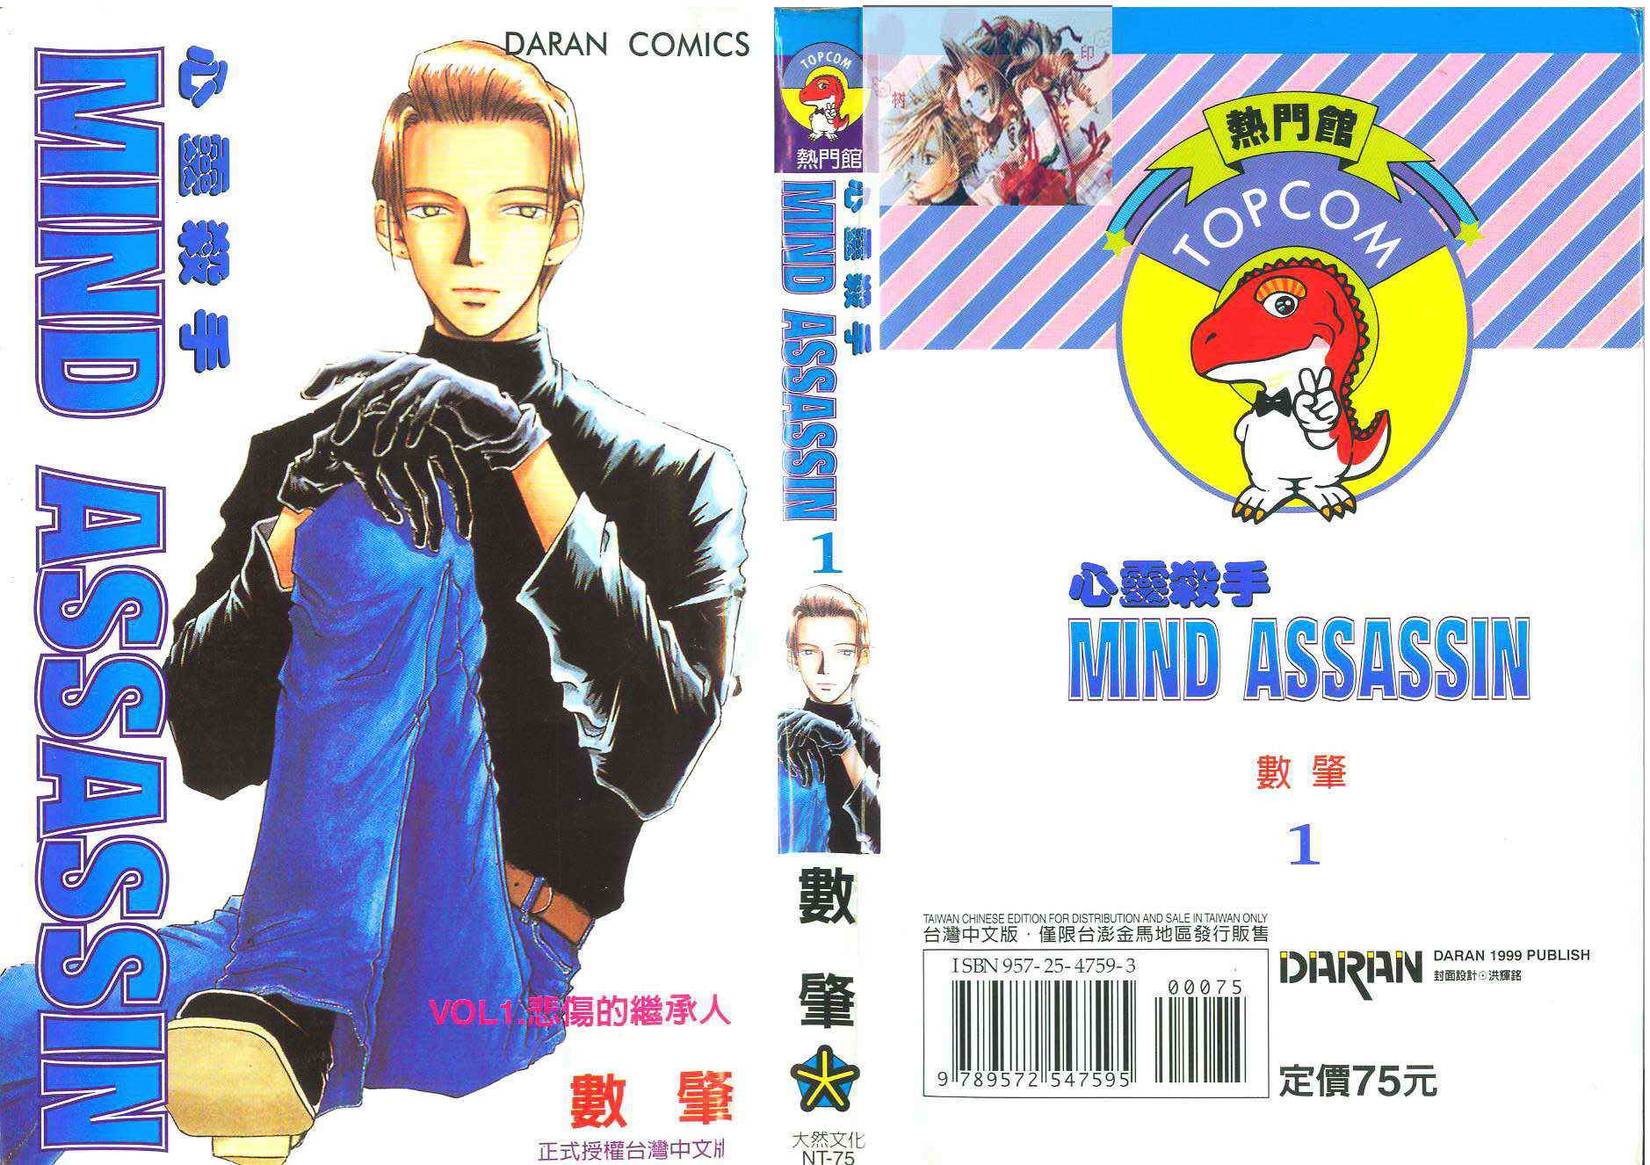 DARAN COMICS
心靈殺手
MIND ASSASSIN
VOL1.悲傷的繼承人
數 肇
正式授權台灣中文版
TOPCOM
熱門館
心靈殺手
MIND ASSASSIN
1
數肇
大然文化
NT-75
树
印
熱門館
TOPCOM
心靈殺手
MIND ASSASSIN
數 肇
1
TAIWAN CHINESE EDITION FOR DISTRIBUTION AND SALE IN TAIWAN ONLY
台灣中文版·僅限台澎金馬地區發行販售
ISBN 957-25-4759-3
00075
9 789572 547595
DARAN
DARAN 1999 PUBLISH
封面設計⊙洪輝銘
定價75元